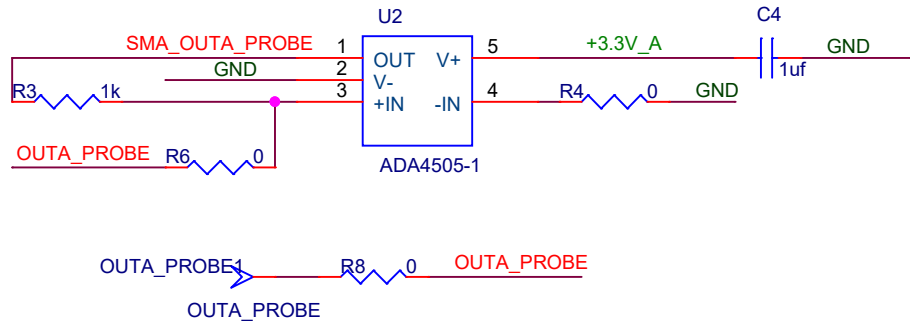 U2
C4
SMA_OUTA_PROBE 1 OUT V+ 5 +3.3V_A GND
GND 2 V- 1uf
R3 1k 3 +IN -IN 4 R4 0 GND
OUTA_PROBE R6 0
ADA4505-1
OUTA_PROBE1 R8 0 OUTA_PROBE
OUTA_PROBE